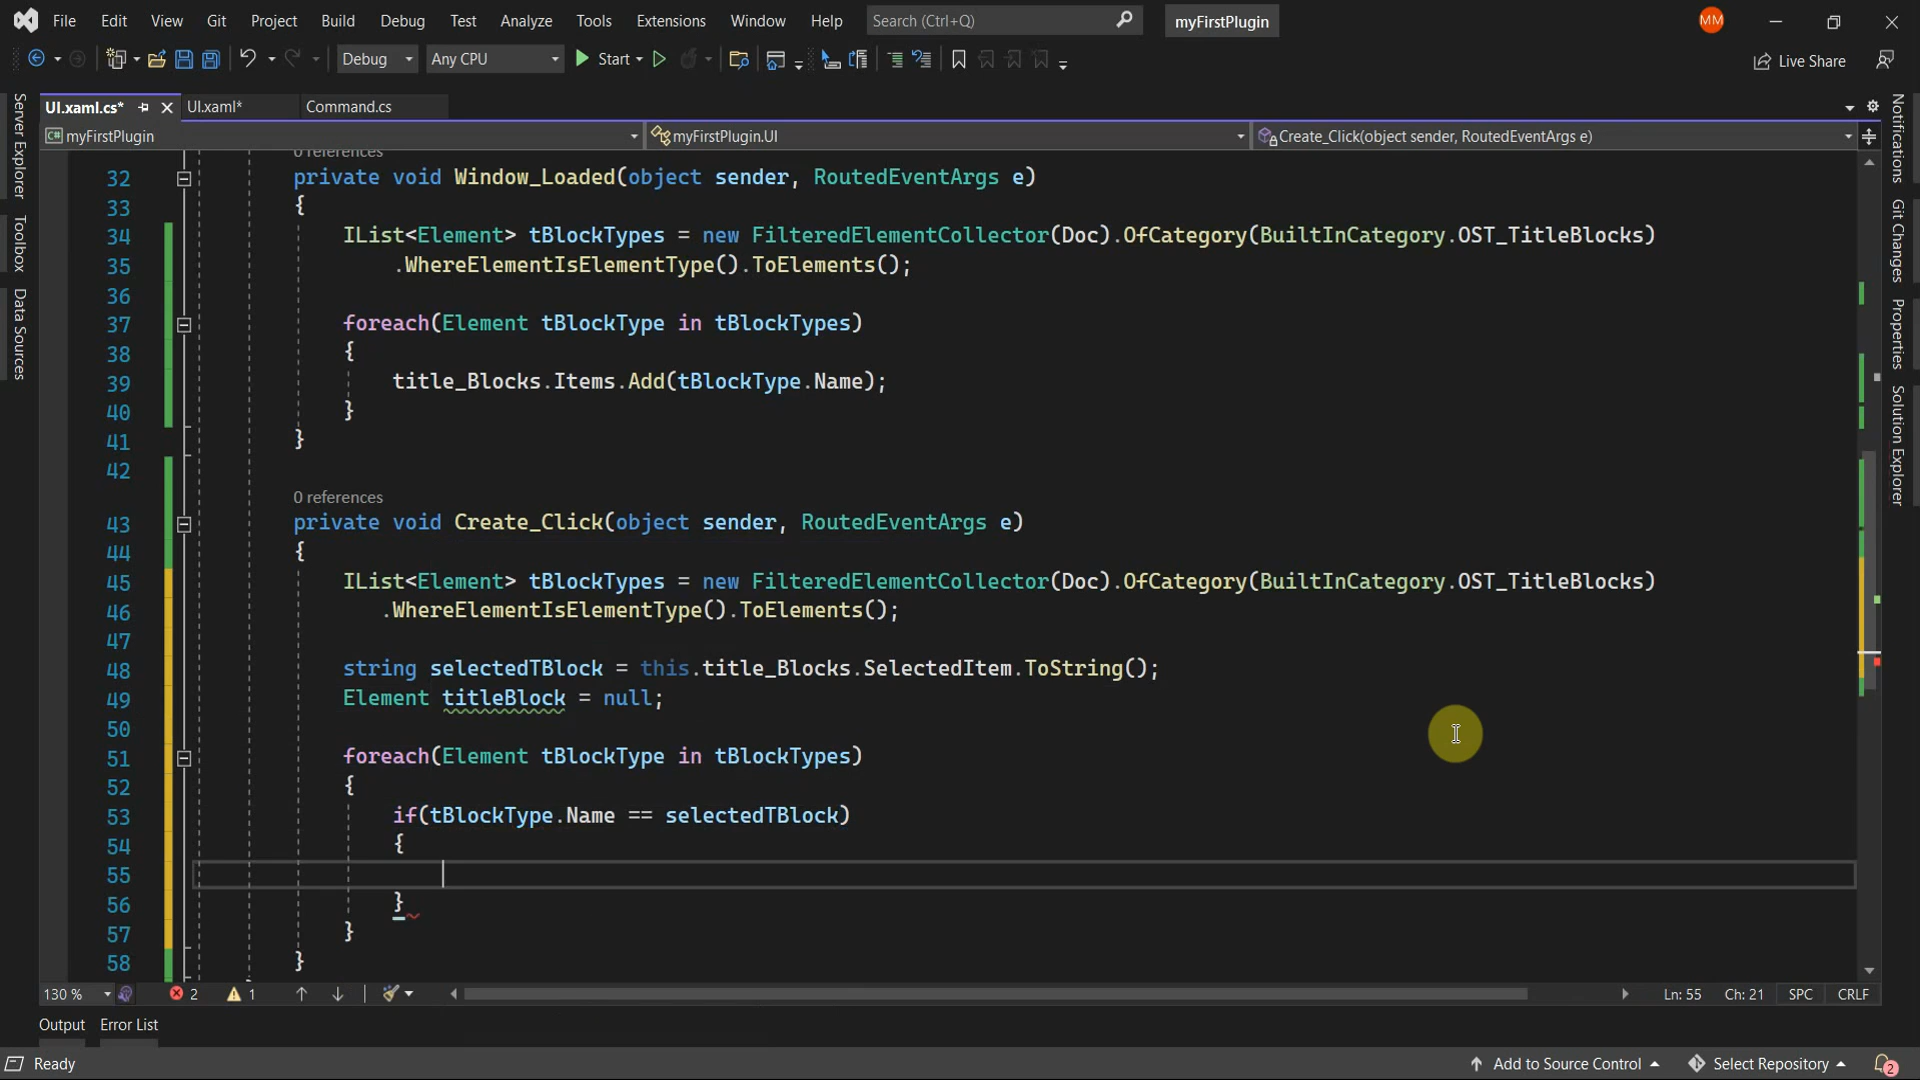 File Edit View Git Project Build Debug Test Analyze Tools Extensions Window Help Search (Ctrl+Q) myFirstPlugin MM
Debug Any CPU Start Live Share
UI.xaml.cs* UI.xaml* Command.cs
myFirstPlugin myFirstPlugin.UI Create_Click(object sender, RoutedEventArgs e)
Server Explorer
Toolbox
Data Sources
0 references
32 private void Window_Loaded(object sender, RoutedEventArgs e)
33 {
34 IList<Element> tBlockTypes = new FilteredElementCollector(Doc).OfCategory(BuiltInCategory.OST_TitleBlocks)
35 .WhereElementIsElementType().ToElements();
36
37 foreach(Element tBlockType in tBlockTypes)
38 {
39 title_Blocks.Items.Add(tBlockType.Name);
40 }
41 }
42
0 references
43 private void Create_Click(object sender, RoutedEventArgs e)
44 {
45 IList<Element> tBlockTypes = new FilteredElementCollector(Doc).OfCategory(BuiltInCategory.OST_TitleBlocks)
46 .WhereElementIsElementType().ToElements();
47
48 string selectedTBlock = this.title_Blocks.SelectedItem.ToString();
49 Element titleBlock = null;
50
51 foreach(Element tBlockType in tBlockTypes)
52 {
53 if(tBlockType.Name == selectedTBlock)
54 {
55
56 }
57 }
58 }
Notifications
Git Changes
Properties
Solution Explorer
130 % 2 1 Ln: 55 Ch: 21 SPC CRLF
Output Error List
Ready Add to Source Control Select Repository 2